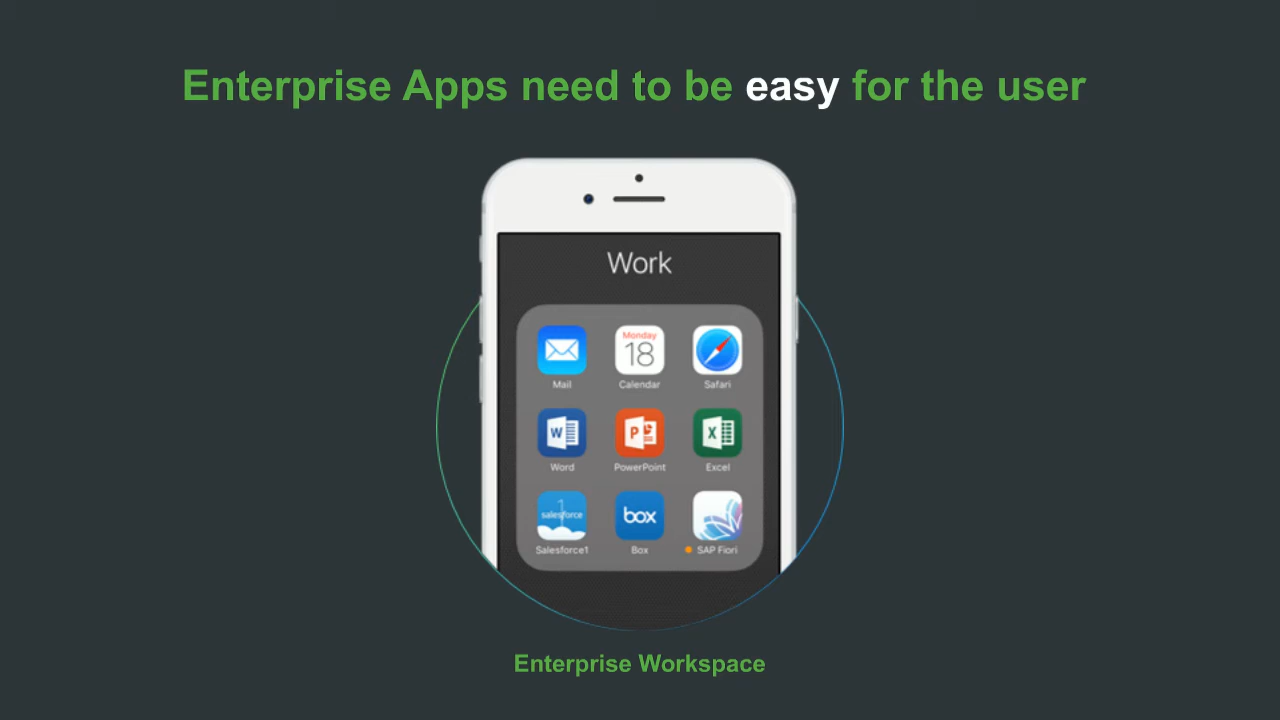 Enterprise Apps need to be easy for the user
Work
Monday
18
Mail Calendar Safari
W P X
Word PowerPoint Excel
salesforce 1 box
Salesforce1 Box SAP Fiori
Enterprise Workspace